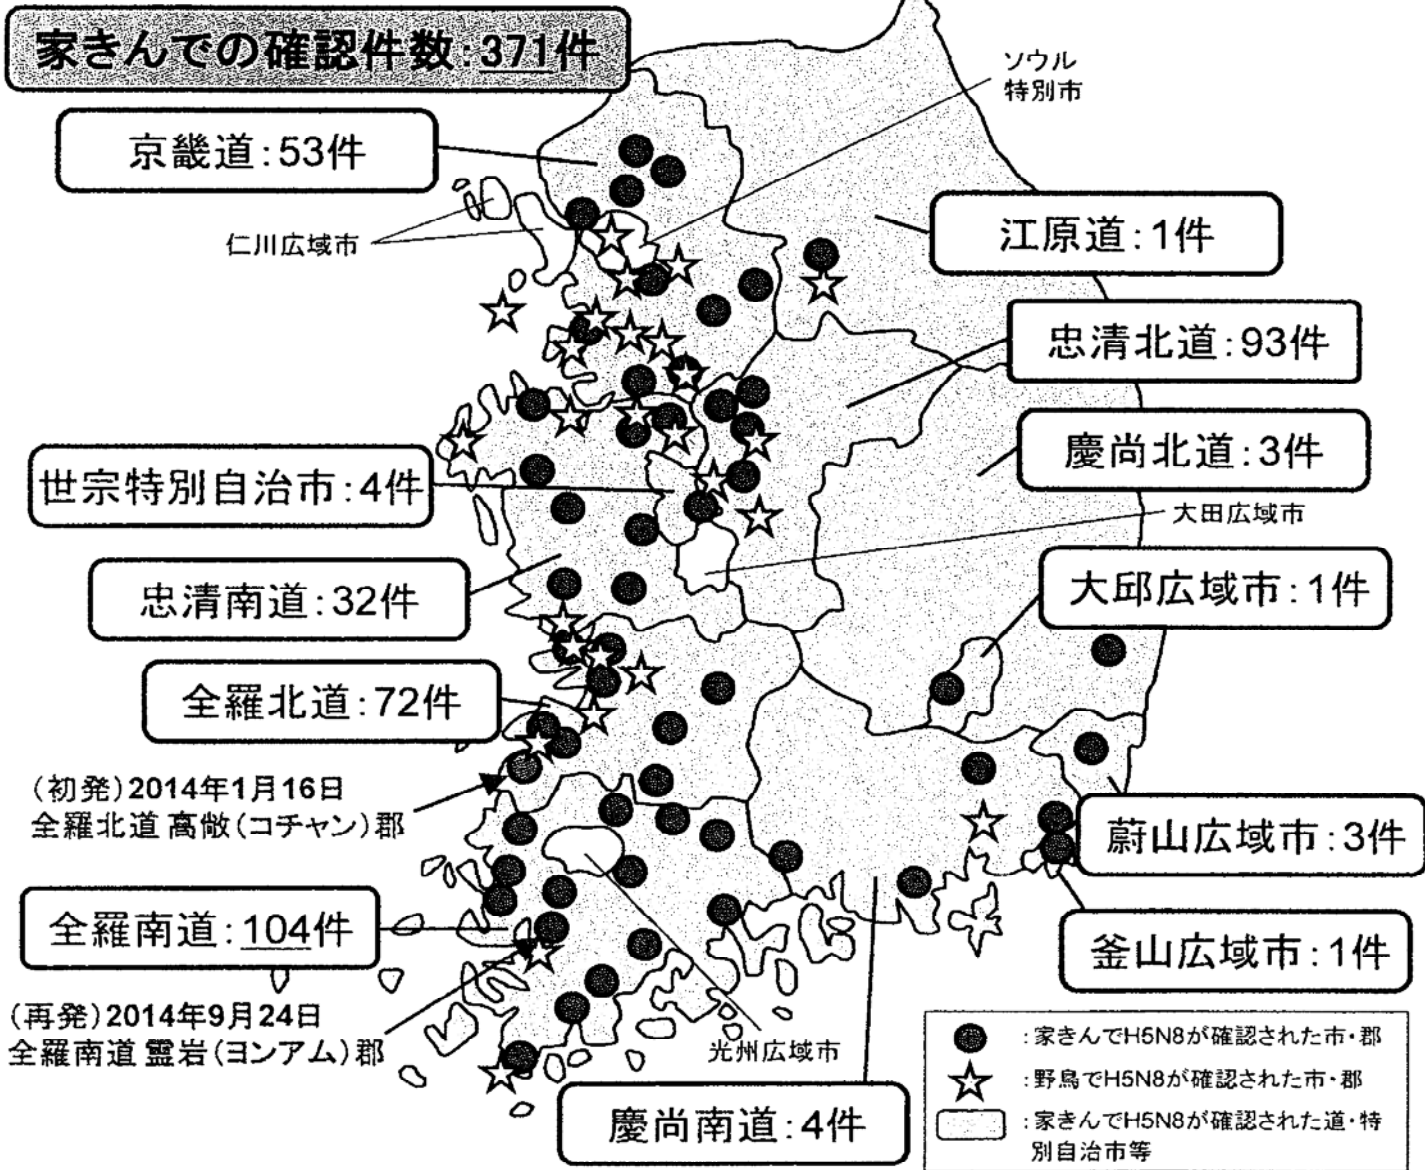 家きんでの確認件数:371件
ソウル
特別市
京畿道:53件
仁川広域市
江原道:1件
忠清北道:93件
慶尚北道:3件
世宗特別自治市:4件
大田広域市
忠清南道:32件
大邱広域市:1件
全羅北道:72件
(初発)2014年1月16日
全羅北道 高敞(コチャン)郡
蔚山広域市:3件
全羅南道:104件
釜山広域市:1件
(再発)2014年9月24日
全羅南道 靈岩(ヨンアム)郡
光州広域市
慶尚南道:4件
:家きんでH5N8が確認された市・郡
:野鳥でH5N8が確認された市・郡
:家きんでH5N8が確認された道・特
別自治市等